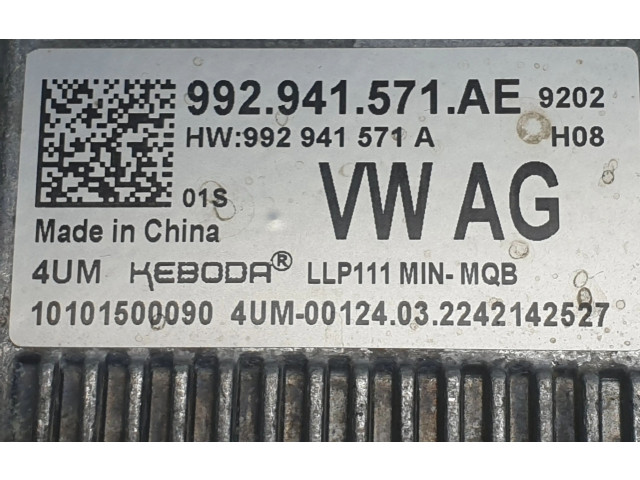 992.941.571.AE 9202
HW:992 941 571 A H08
01S VW AG
Made in China
4UM KEBODA® LLP111 MIN- MQB
10101500090 4UM-00124.03.2242142527